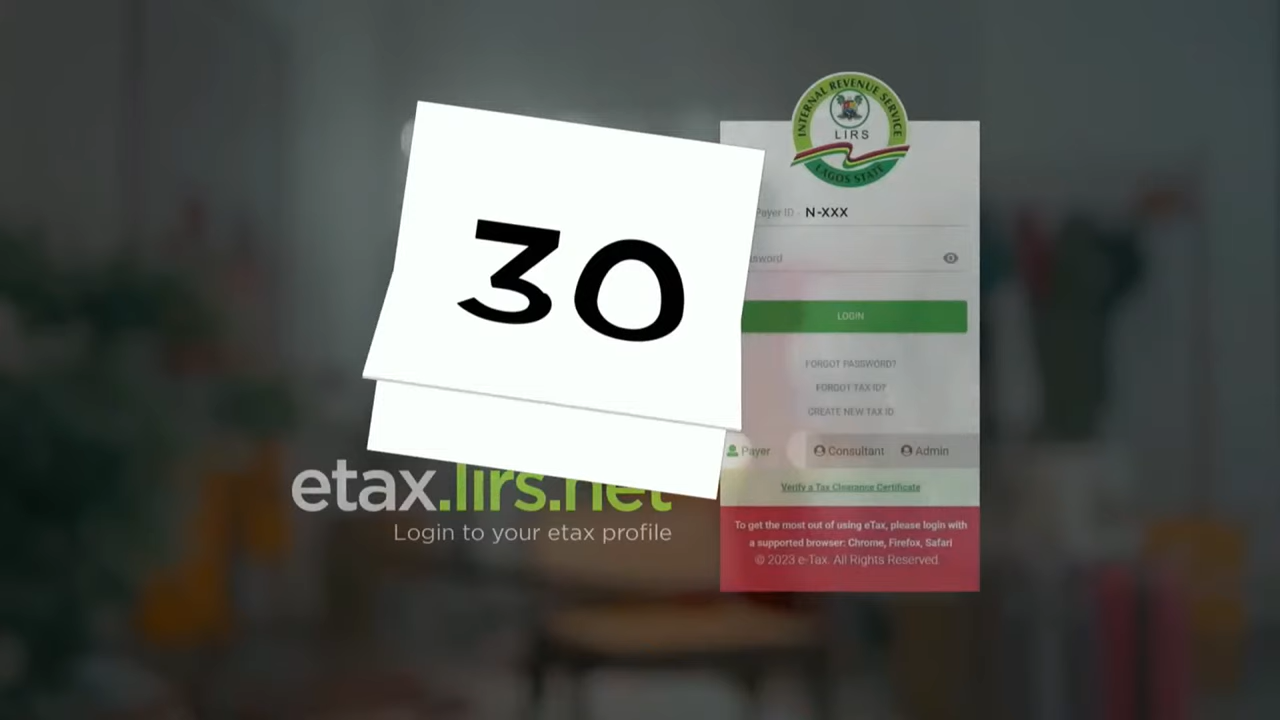 INTERNAL REVENUE SERVICE
LIRS
LAGOS STATE
Payer ID N-XXX
30
LOGIN
FORGOT PASSWORD?
FORGOT TAX ID?
CREATE NEW TAX ID
Payer Consultant Admin
etax.lirs.net
Login to your etax profile
Verify a Tax Clearance Certificate
To get the most out of using eTax, please login with
a supported browser: Chrome, Firefox, Safari
© 2023 e-Tax. All Rights Reserved.